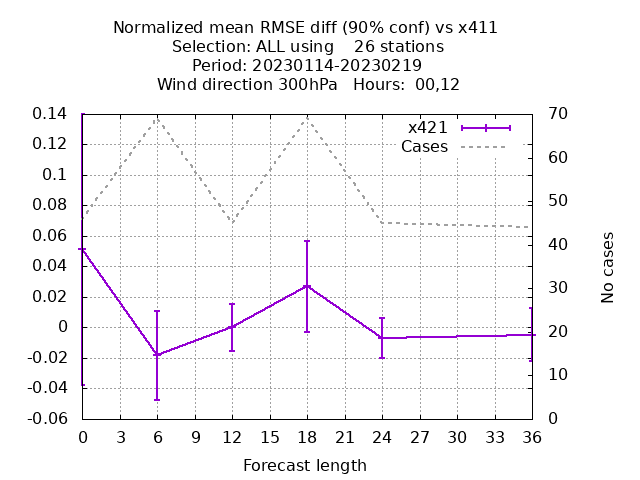 Normalized mean RMSE diff (90% conf) vs x411
Selection: ALL using    26 stations
Period: 20230114-20230219
Wind direction 300hPa   Hours:  00,12
0.14
0.12
0.1
0.08
0.06
0.04
0.02
0
-0.02
-0.04
-0.06
x421
Cases
70
60
50
40
30
20
10
0
No cases
0 3 6 9 12 15 18 21 24 27 30 33 36
Forecast length